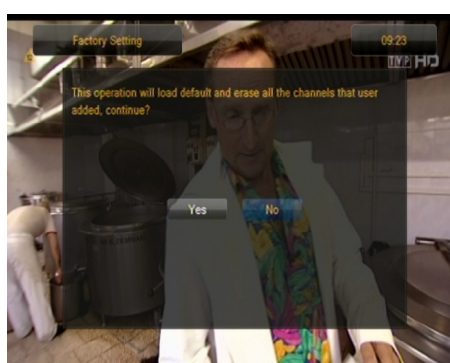 Factory Setting
09:23
TVP HD
This operation will load default and erase all the channels that user
added, continue?
Yes
No